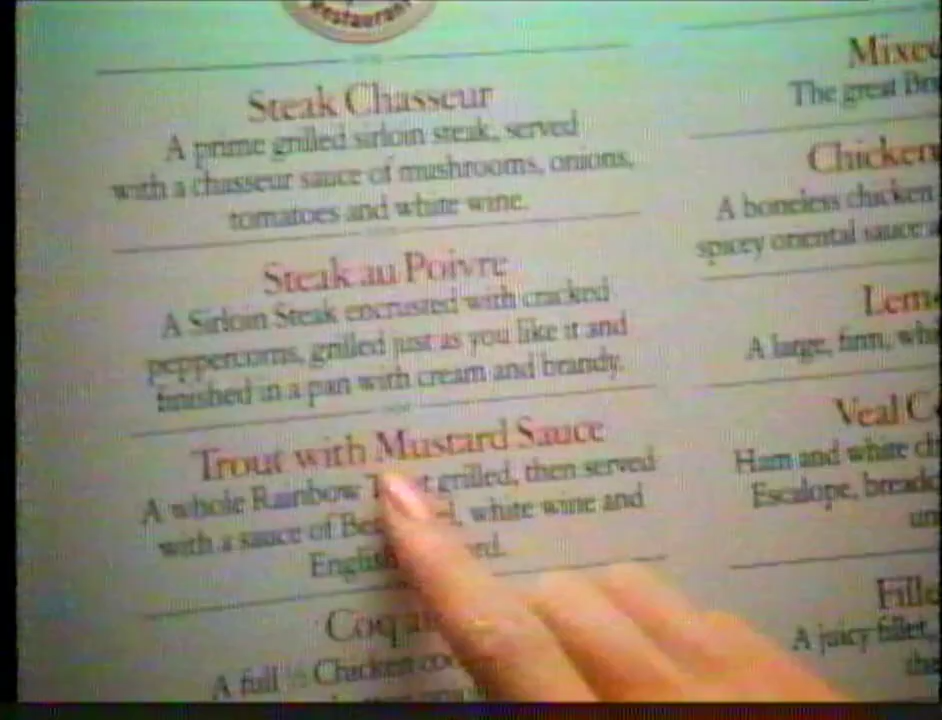 Restaurant
Steak Chasseur
A prime grilled sirloin steak, served
with a chasseur sauce of mushrooms, onions,
tomatoes and white wine.
Steak au Poivre
A Sirloin Steak encrusted with cracked
peppercorns, grilled just as you like it and
finished in a pan with cream and brandy.
Trout with Mustard Sauce
A whole Rainbow grilled, then served
with a sauce of white wine and
English
A full ½ Chicken
The great
Chicken
A boneless chicken
spicy oriental sauce
A large, firm,
Veal
Ham and white
Escalope,
A juicy fillet,